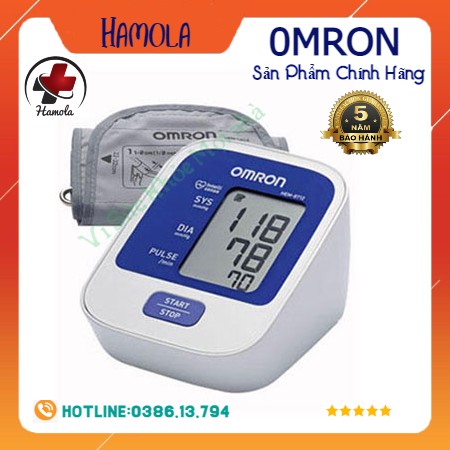 HAMOLA
OMRON
Sản Phẩm Chính Hãng
Hamola
5
NĂM
BẢO HÀNH
OMRON
OMRON
HEM-8712
SYS
mmHg
118
DIA
mmHg
78
PULSE
/min
70
START
STOP
HOTLINE:0386.13.794